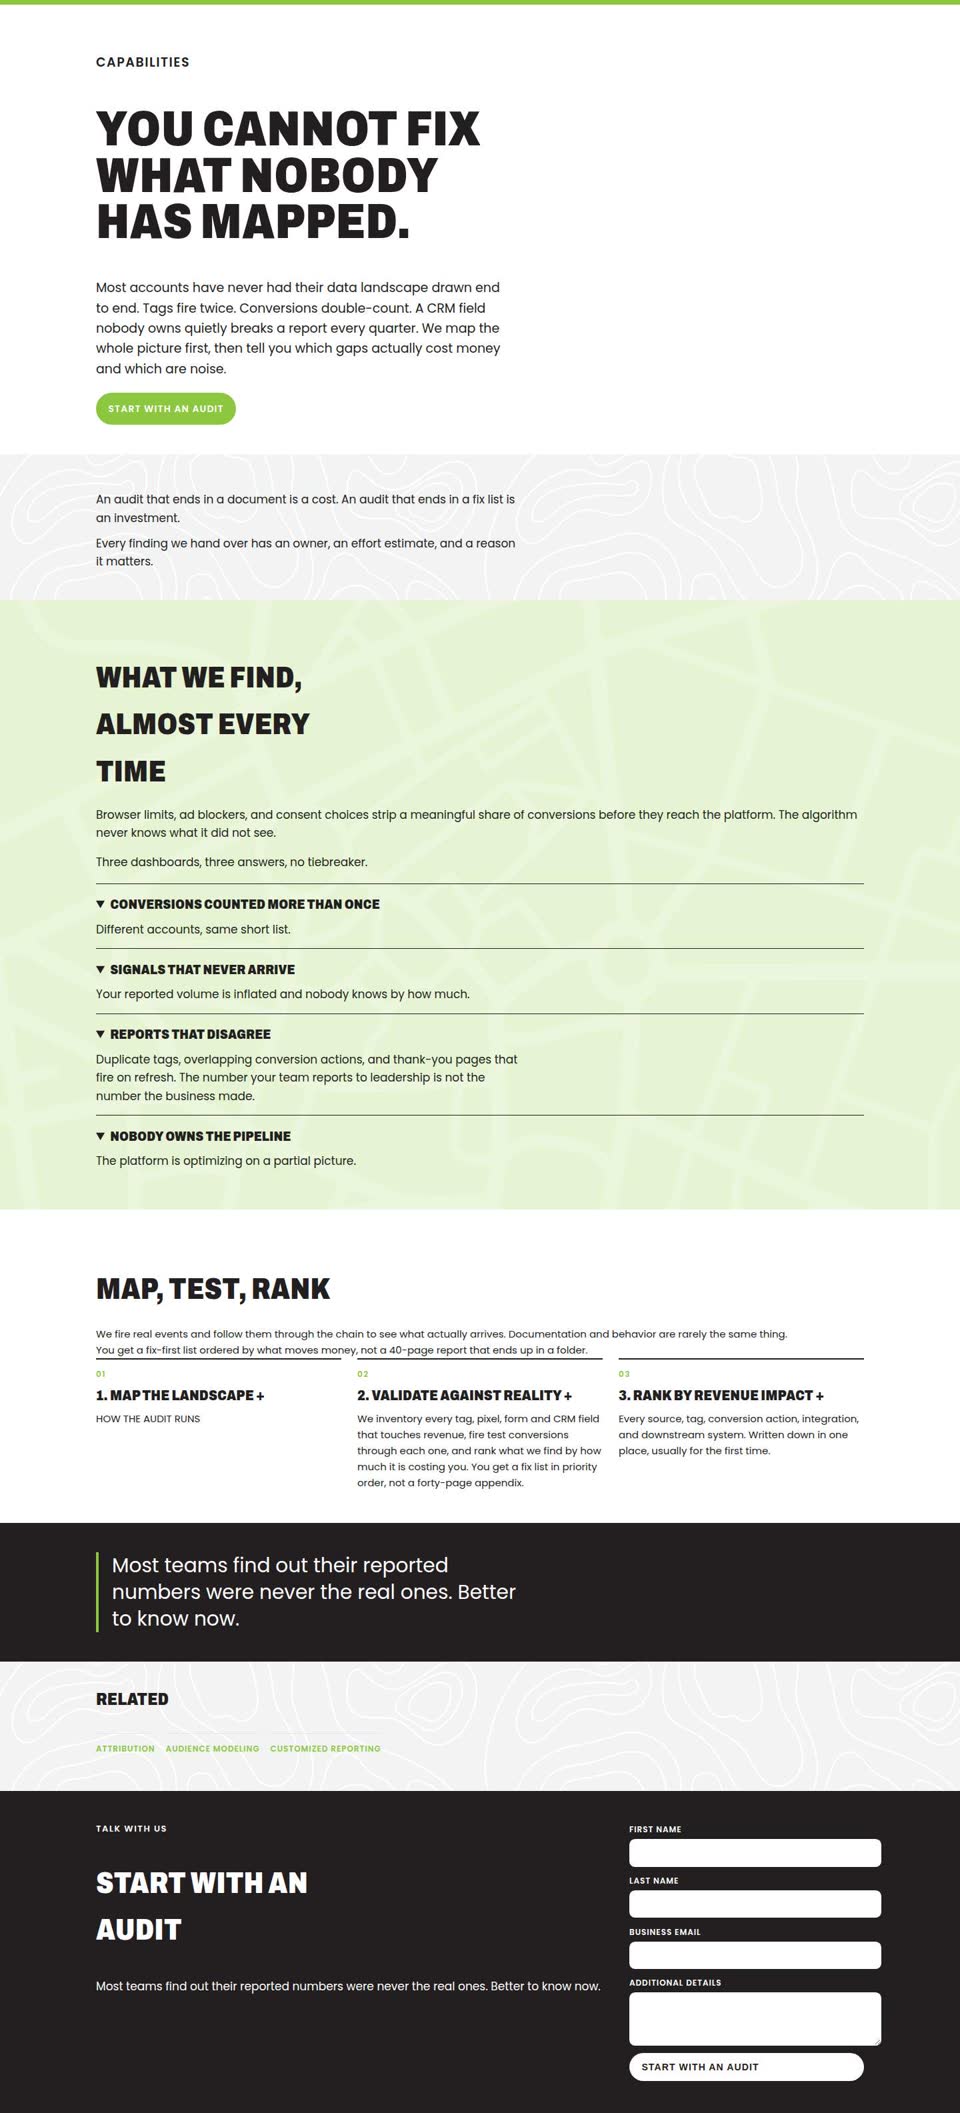 CAPABILITIES
YOU CANNOT FIX
WHAT NOBODY
HAS MAPPED.
Most accounts have never had their data landscape drawn end
to end. Tags fire twice. Conversions double-count. A CRM field
nobody owns quietly breaks a report every quarter. We map the
whole picture first, then tell you which gaps actually cost money
and which are noise.
START WITH AN AUDIT
An audit that ends in a document is a cost. An audit that ends in a fix list is
an investment.
Every finding we hand over has an owner, an effort estimate, and a reason
it matters.
WHAT WE FIND,
ALMOST EVERY
TIME
Browser limits, ad blockers, and consent choices strip a meaningful share of conversions before they reach the platform. The algorithm
never knows what it did not see.
Three dashboards, three answers, no tiebreaker.
▼ CONVERSIONS COUNTED MORE THAN ONCE
Different accounts, same short list.
▼ SIGNALS THAT NEVER ARRIVE
Your reported volume is inflated and nobody knows by how much.
▼ REPORTS THAT DISAGREE
Duplicate tags, overlapping conversion actions, and thank-you pages that
fire on refresh. The number your team reports to leadership is not the
number the business made.
▼ NOBODY OWNS THE PIPELINE
The platform is optimizing on a partial picture.
MAP, TEST, RANK
We fire real events and follow them through the chain to see what actually arrives. Documentation and behavior are rarely the same thing.
You get a fix-first list ordered by what moves money, not a 40-page report that ends up in a folder.
01
1. MAP THE LANDSCAPE +
HOW THE AUDIT RUNS
02
2. VALIDATE AGAINST REALITY +
We inventory every tag, pixel, form and CRM field
that touches revenue, fire test conversions
through each one, and rank what we find by how
much it is costing you. You get a fix list in priority
order, not a forty-page appendix.
03
3. RANK BY REVENUE IMPACT +
Every source, tag, conversion action, integration,
and downstream system. Written down in one
place, usually for the first time.
Most teams find out their reported
numbers were never the real ones. Better
to know now.
RELATED
ATTRIBUTION AUDIENCE MODELING CUSTOMIZED REPORTING
TALK WITH US
START WITH AN
AUDIT
Most teams find out their reported numbers were never the real ones. Better to know now.
FIRST NAME
LAST NAME
BUSINESS EMAIL
ADDITIONAL DETAILS
START WITH AN AUDIT